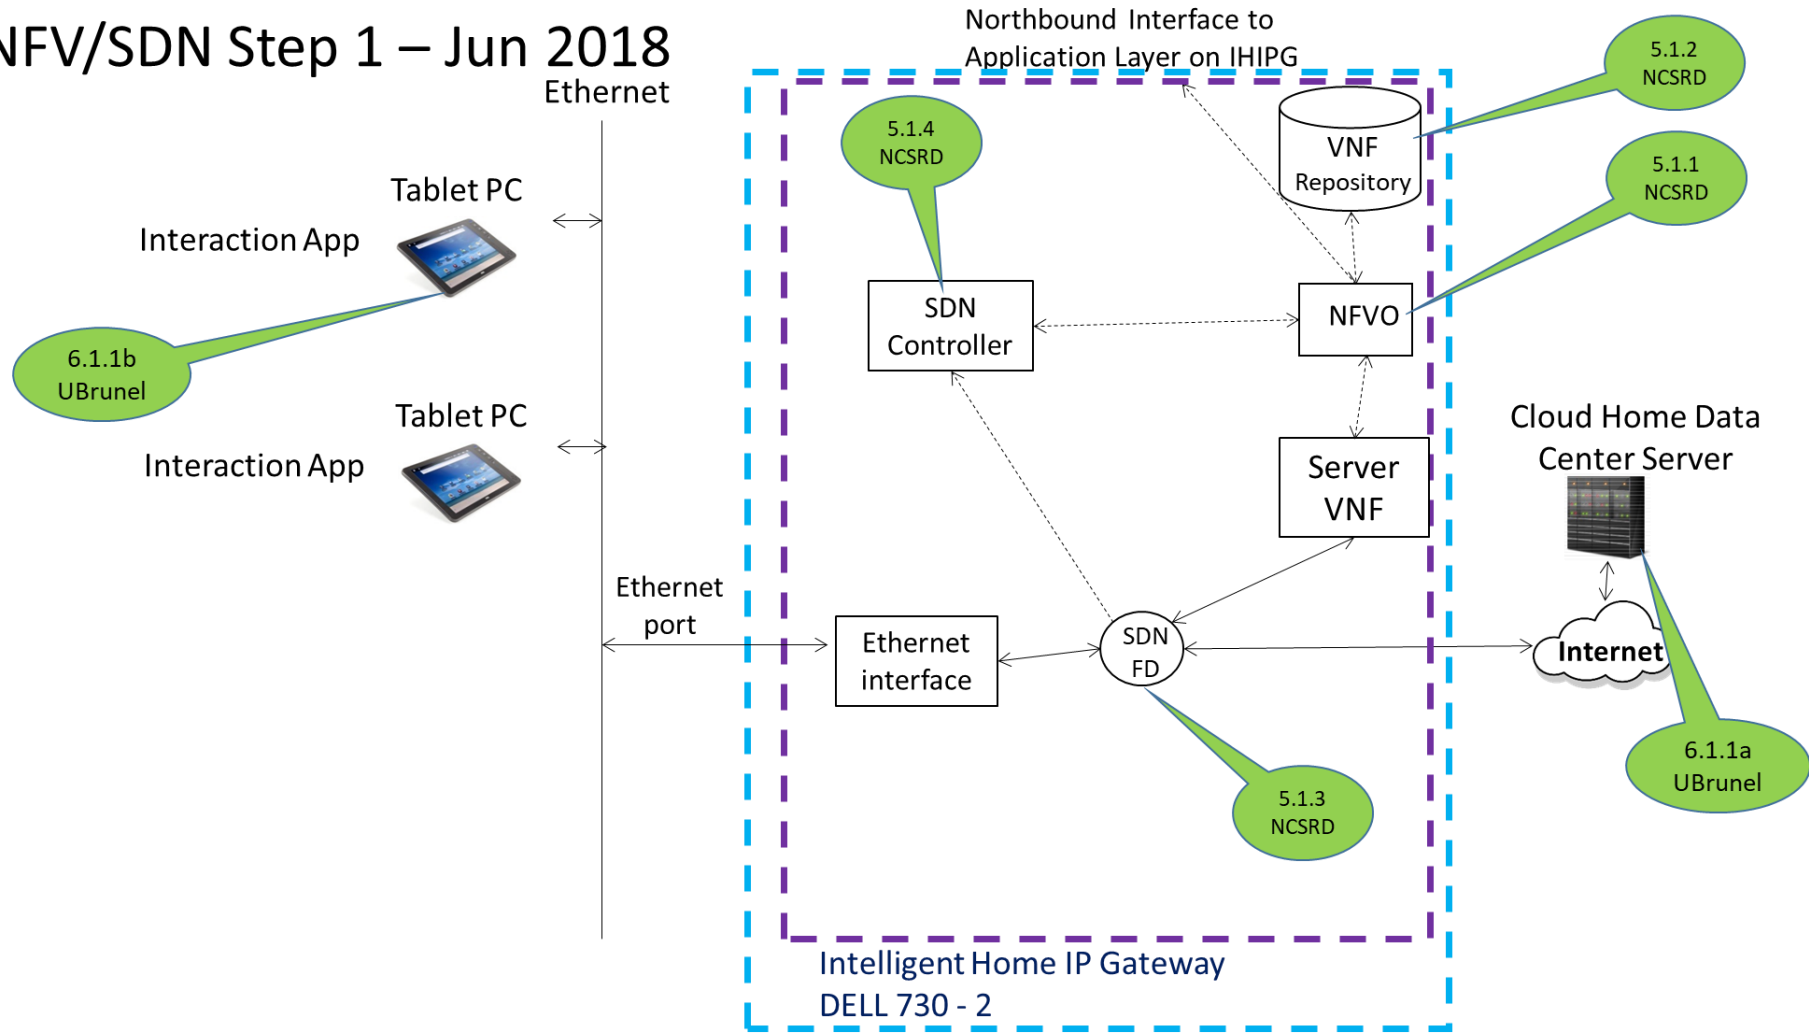 NFV/SDN Step 1 – Jun 2018
Northbound Interface to
Application Layer on IHIPG
Ethernet
5.1.2
NCSRD
5.1.4
NCSRD
VNF
Repository
5.1.1
NCSRD
Tablet PC
Interaction App
SDN
Controller
NFVO
6.1.1b
UBrunel
Tablet PC
Interaction App
Server
VNF
Cloud Home Data
Center Server
Ethernet
port
Ethernet
interface
SDN
FD
Internet
6.1.1a
UBrunel
5.1.3
NCSRD
Intelligent Home IP Gateway
DELL 730 - 2